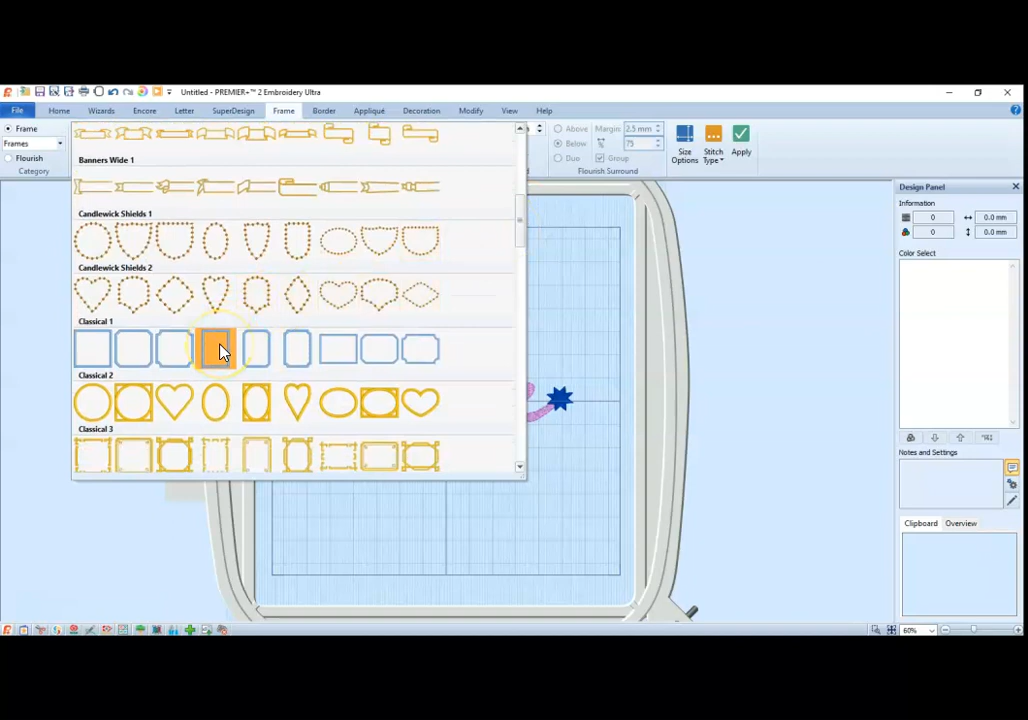 Untitled - PREMIER+™ 2 Embroidery Ultra
File Home Wizards Encore Letter SuperDesign Frame Border Appliqué Decoration Modify View Help
Frame
Frames
Flourish
Category
Above Margin: 2.5 mm
Below 75
Duo Group
Flourish Surround
Size Options
Stitch Type
Apply
Banners Wide 1
Candlewick Shields 1
Candlewick Shields 2
Classical 1
Classical 2
Classical 3
Design Panel
Information
0 0.0 mm
0 0.0 mm
Color Select
Notes and Settings
Clipboard Overview
60%